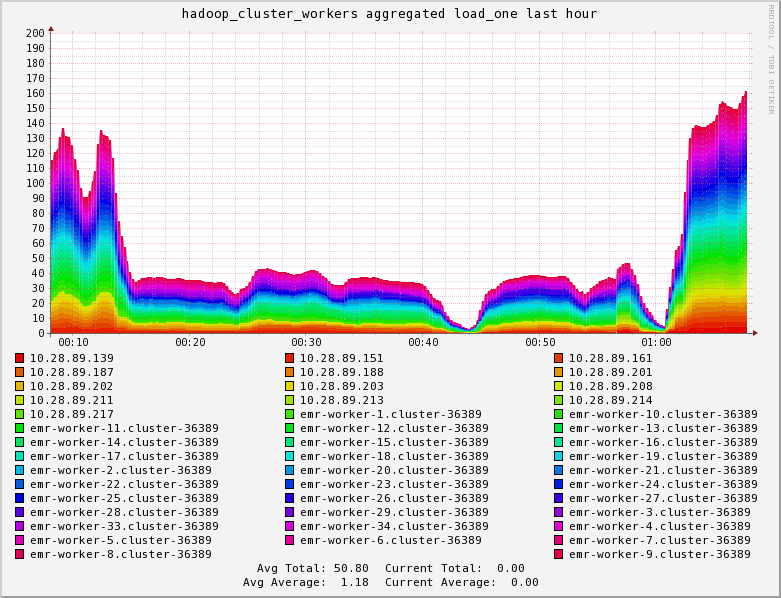 hadoop_cluster_workers aggregated load_one last hour
RRDTOOL / TOBI OETIKER
200
190
180
170
160
150
140
130
120
110
100
90
80
70
60
50
40
30
20
10
0
00:10 00:20 00:30 00:40 00:50 01:00
10.28.89.139 10.28.89.151 10.28.89.161
10.28.89.187 10.28.89.188 10.28.89.201
10.28.89.202 10.28.89.203 10.28.89.208
10.28.89.211 10.28.89.213 10.28.89.214
10.28.89.217 emr-worker-1.cluster-36389 emr-worker-10.cluster-36389
emr-worker-11.cluster-36389 emr-worker-12.cluster-36389 emr-worker-13.cluster-36389
emr-worker-14.cluster-36389 emr-worker-15.cluster-36389 emr-worker-16.cluster-36389
emr-worker-17.cluster-36389 emr-worker-18.cluster-36389 emr-worker-19.cluster-36389
emr-worker-2.cluster-36389 emr-worker-20.cluster-36389 emr-worker-21.cluster-36389
emr-worker-22.cluster-36389 emr-worker-23.cluster-36389 emr-worker-24.cluster-36389
emr-worker-25.cluster-36389 emr-worker-26.cluster-36389 emr-worker-27.cluster-36389
emr-worker-28.cluster-36389 emr-worker-29.cluster-36389 emr-worker-3.cluster-36389
emr-worker-33.cluster-36389 emr-worker-34.cluster-36389 emr-worker-4.cluster-36389
emr-worker-5.cluster-36389 emr-worker-6.cluster-36389 emr-worker-7.cluster-36389
emr-worker-8.cluster-36389 emr-worker-9.cluster-36389
Avg Total: 50.80 Current Total: 0.00
Avg Average: 1.18 Current Average: 0.00